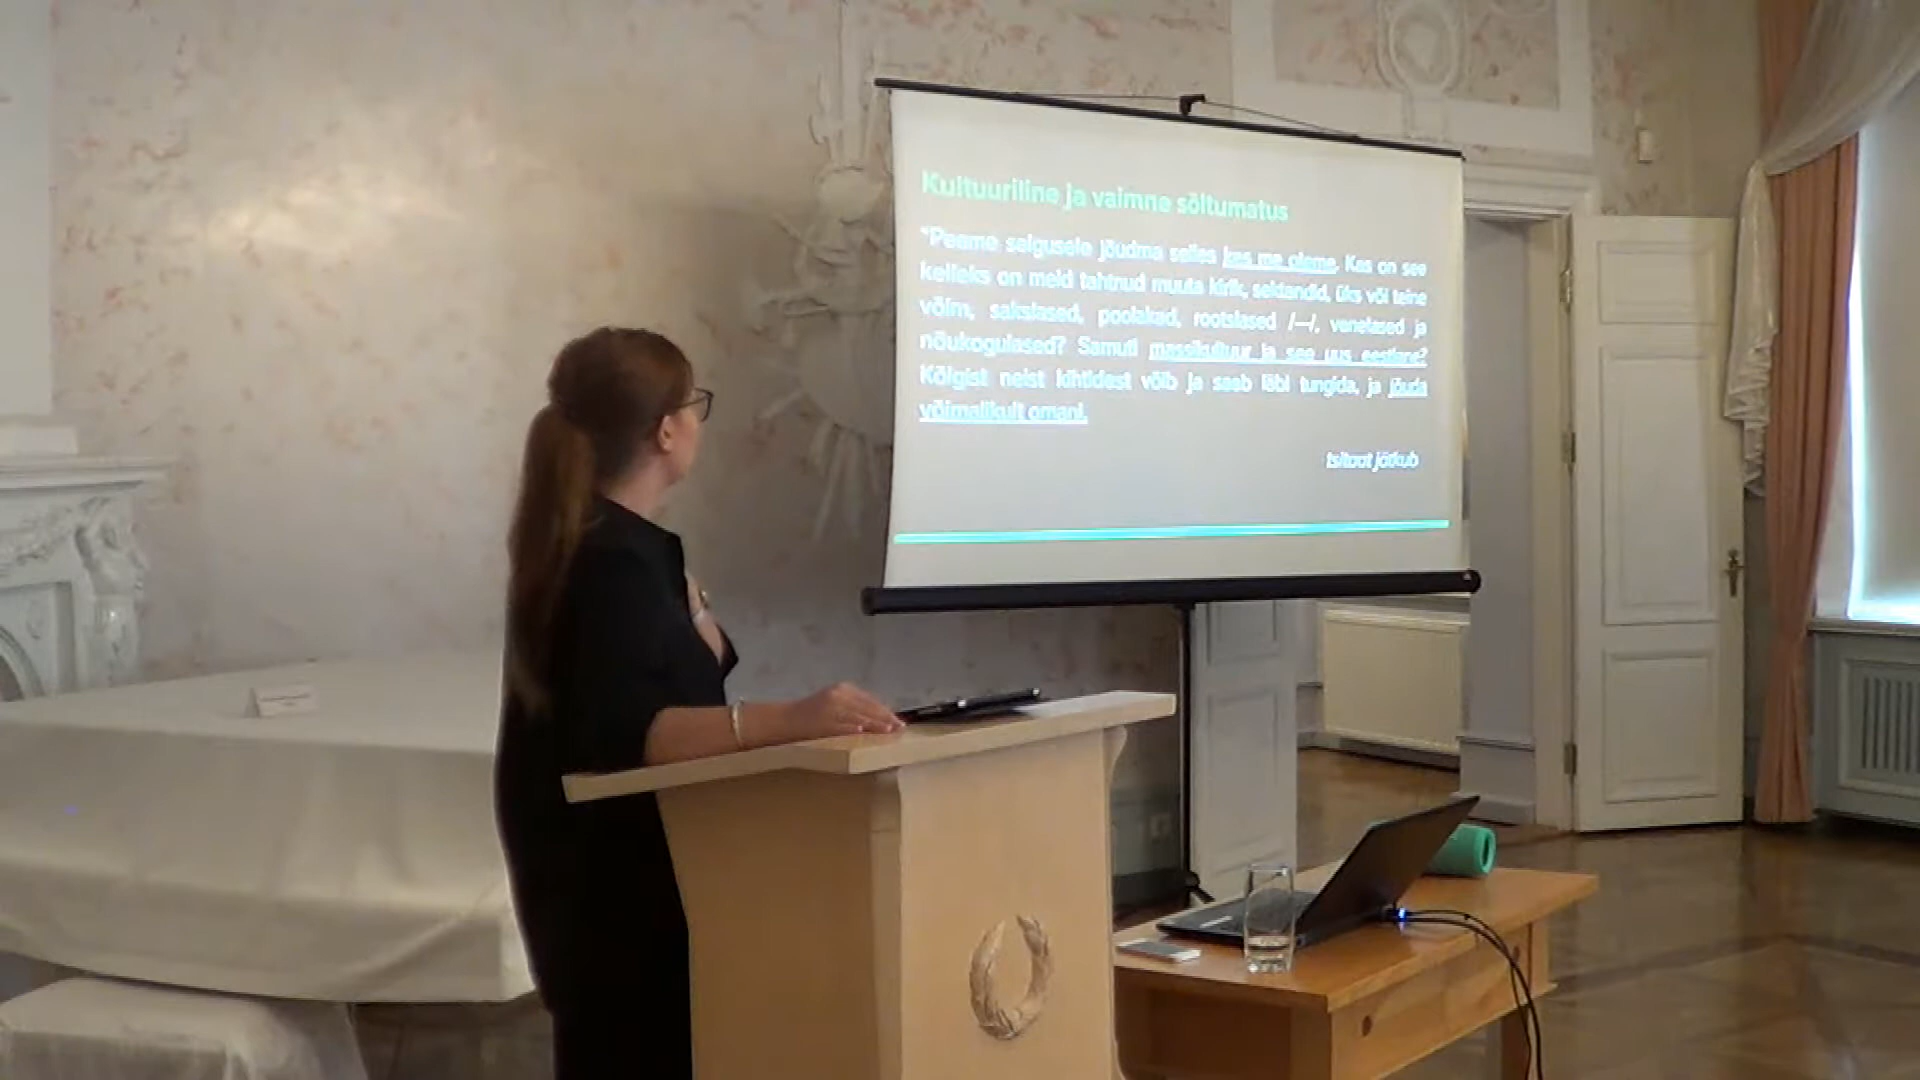 Kultuuriline ja vaimne sõltumatus
"Peame selgusele jõudma selles kes me oleme. Kas on see
kelleks on meid tahtnud muuta kirik, sektandid, üks või teine
võim, sakslased, poolakad, rootslased /---/, venelased ja
nõukogulased? Samuti massikultuur ja see uus eestlane?
Kõigist neist kihtidest võib ja saab läbi tungida, ja jõuda
võimalikult omani.
tsitaat jätkub